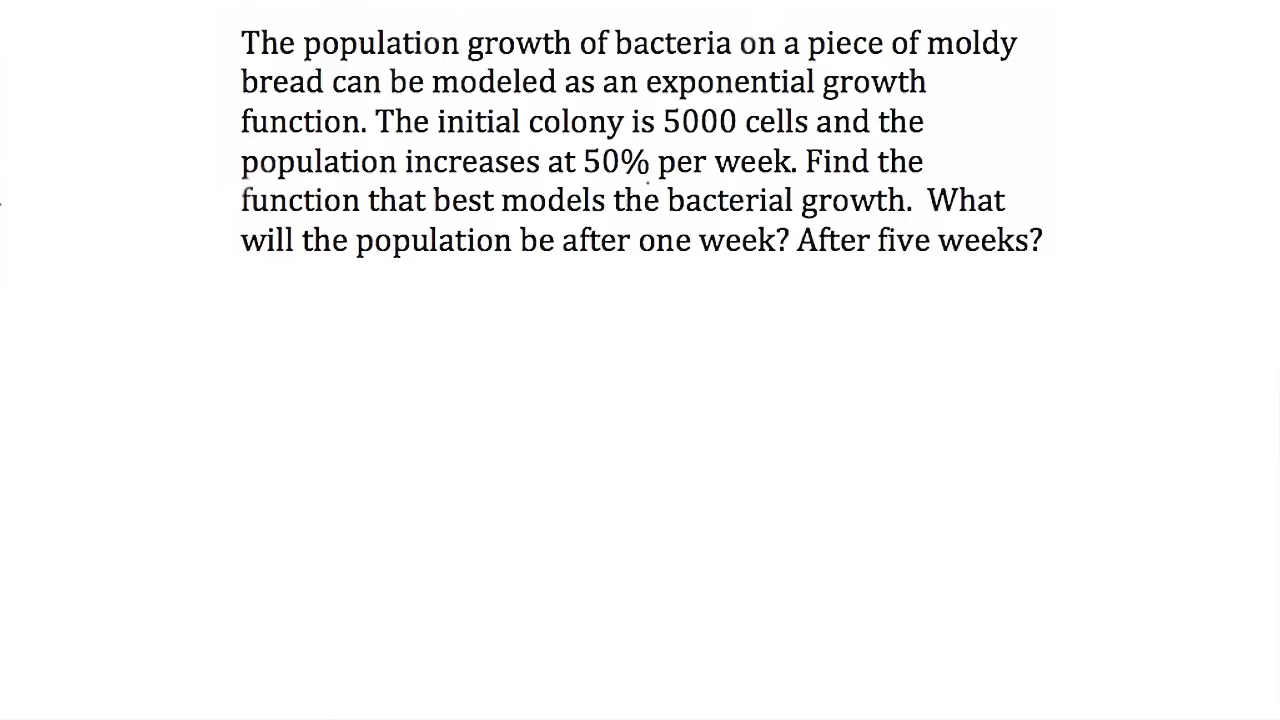 The population growth of bacteria on a piece of moldy
bread can be modeled as an exponential growth
function. The initial colony is 5000 cells and the
population increases at 50% per week. Find the
function that best models the bacterial growth.  What
will the population be after one week? After five weeks?